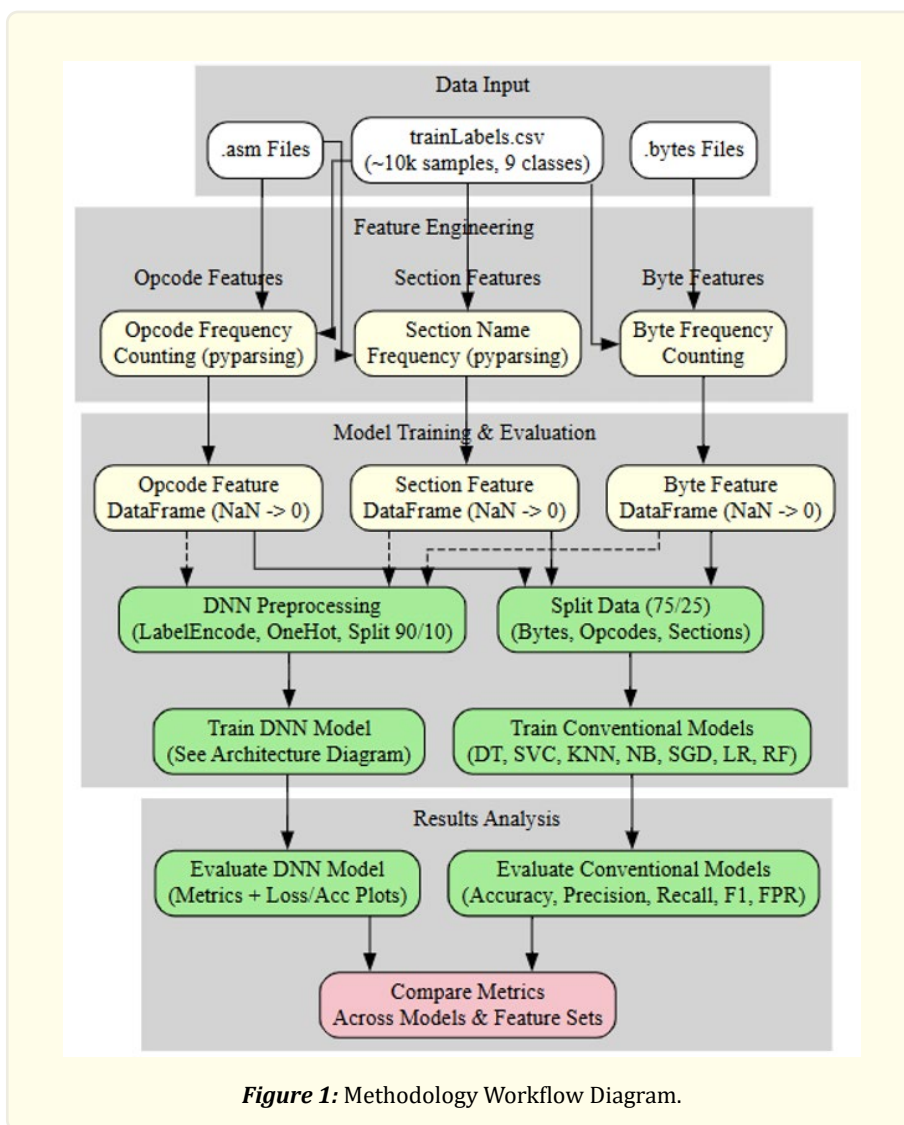 Data Input
.asm Files
trainLabels.csv
(~10k samples, 9 classes)
.bytes Files
Feature Engineering
Opcode Features
Section Features
Byte Features
Opcode Frequency
Counting (pyparsing)
Section Name
Frequency (pyparsing)
Byte Frequency
Counting
Model Training & Evaluation
Opcode Feature
DataFrame (NaN -> 0)
Section Feature
DataFrame (NaN -> 0)
Byte Feature
DataFrame (NaN -> 0)
DNN Preprocessing
(LabelEncode, OneHot, Split 90/10)
Split Data (75/25)
(Bytes, Opcodes, Sections)
Train DNN Model
(See Architecture Diagram)
Train Conventional Models
(DT, SVC, KNN, NB, SGD, LR, RF)
Results Analysis
Evaluate DNN Model
(Metrics + Loss/Acc Plots)
Evaluate Conventional Models
(Accuracy, Precision, Recall, F1, FPR)
Compare Metrics
Across Models & Feature Sets
Figure 1: Methodology Workflow Diagram.